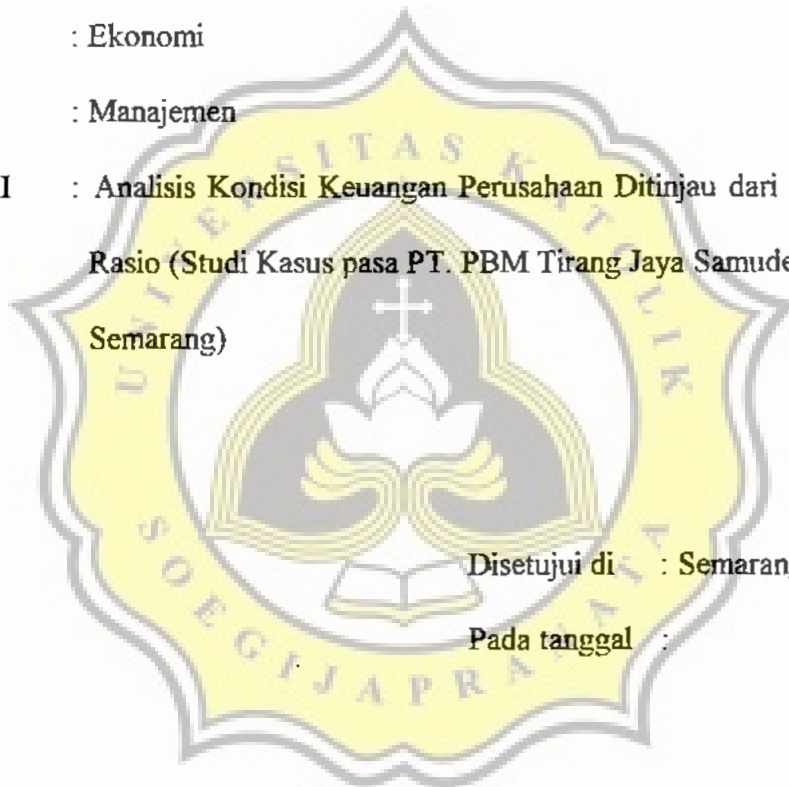 : Ekonomi
: Manajemen
I : Analisis Kondisi Keuangan Perusahaan Ditinjau dari
Rasio (Studi Kasus pasa PT. PBM Tirang Jaya Samude
Semarang)
Disetujui di : Semaran
Pada tanggal :
UNIVERSITAS KATOLIK
SOEGIJAPRANATA